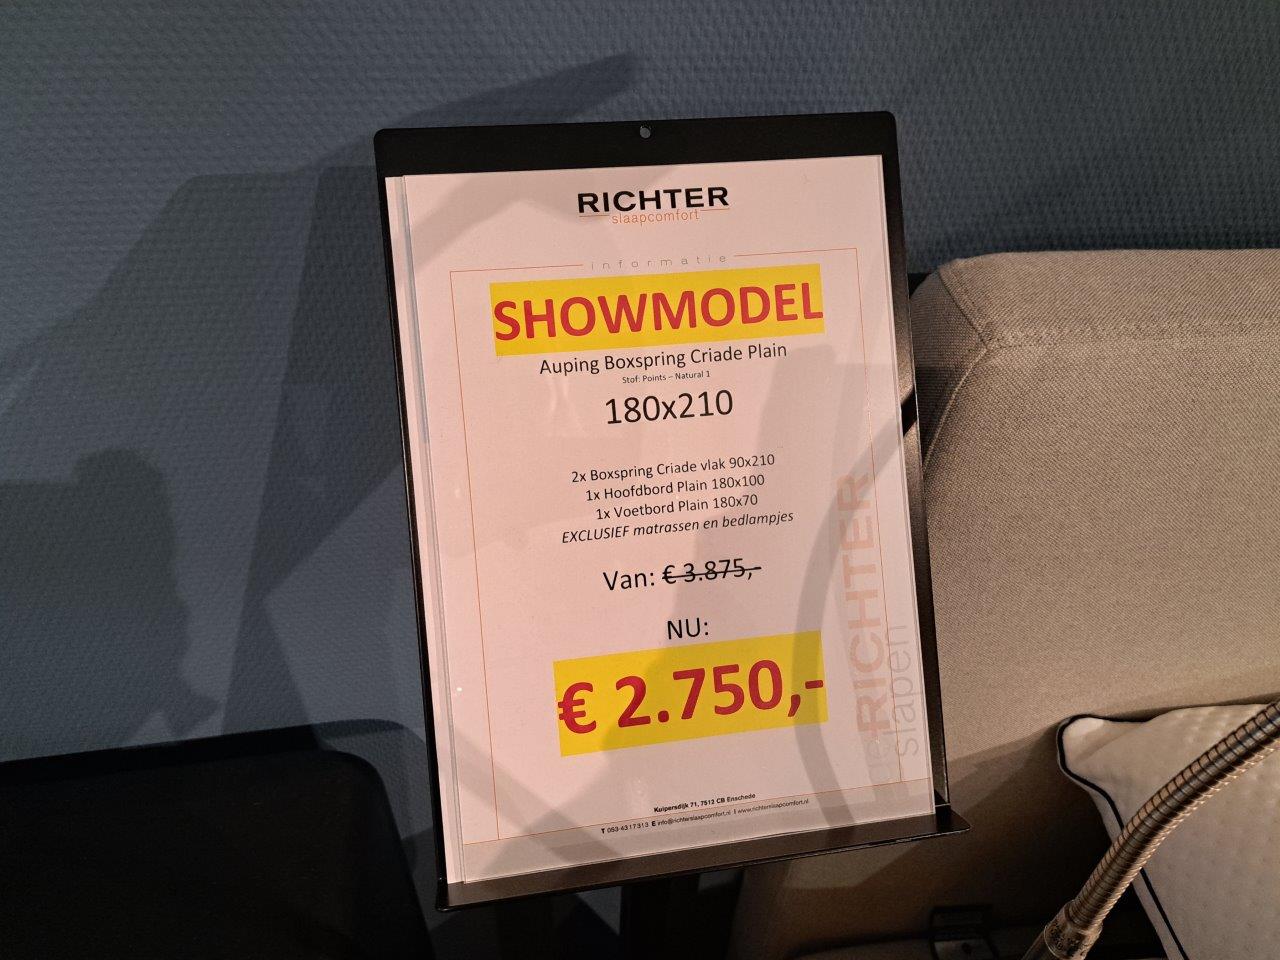 RICHTER
slaapcomfort
informatie
SHOWMODEL
Auping Boxspring Criade Plain
Stof: Points – Natural 1
180x210
2x Boxspring Criade vlak 90x210
1x Hoofdbord Plain 180x100
1x Voetbord Plain 180x70
EXCLUSIEF matrassen en bedlampjes
Van: € 3.875,-
NU:
€ 2.750,-
RICHTER
slapen
Kuipersdijk 71, 7512 CB Enschede
T 053-4317313 E info@richterslaapcomfort.nl I www.richterslaapcomfort.nl